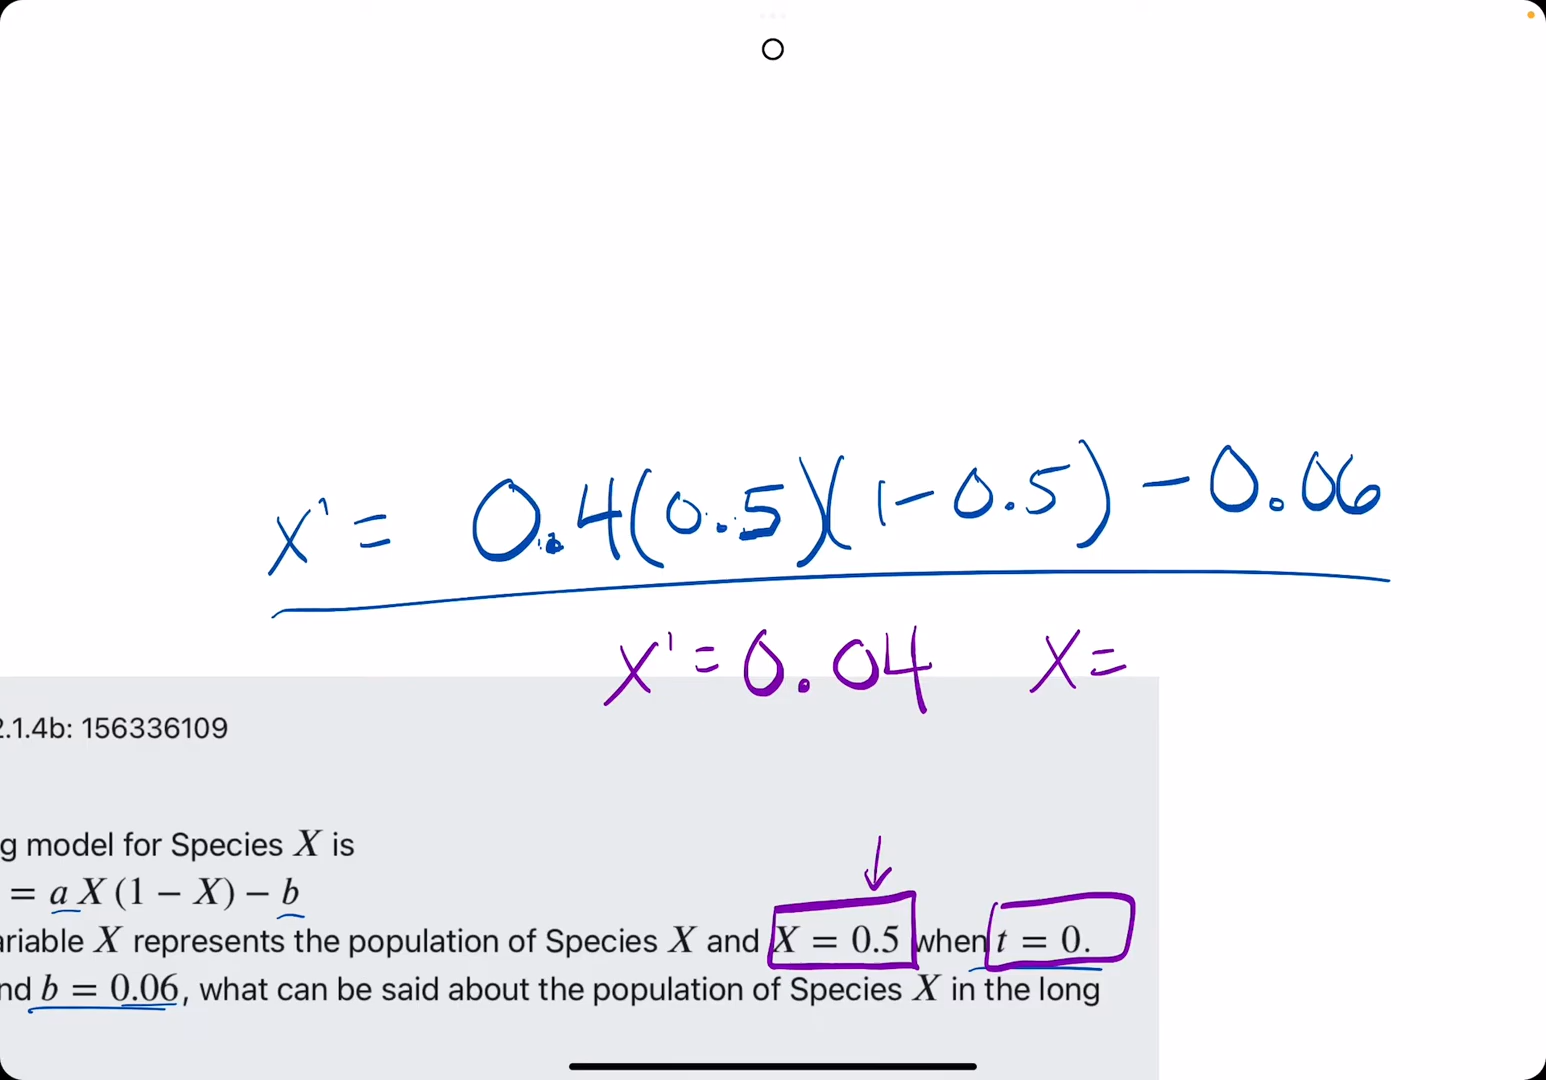 x' = 0.4(0.5)(1-0.5) - 0.06
x' = 0.04 x=
2.1.4b: 156336109
g model for Species X is
= a X (1 − X) − b
ariable X represents the population of Species X and X = 0.5 when t = 0.
nd b = 0.06, what can be said about the population of Species X in the long